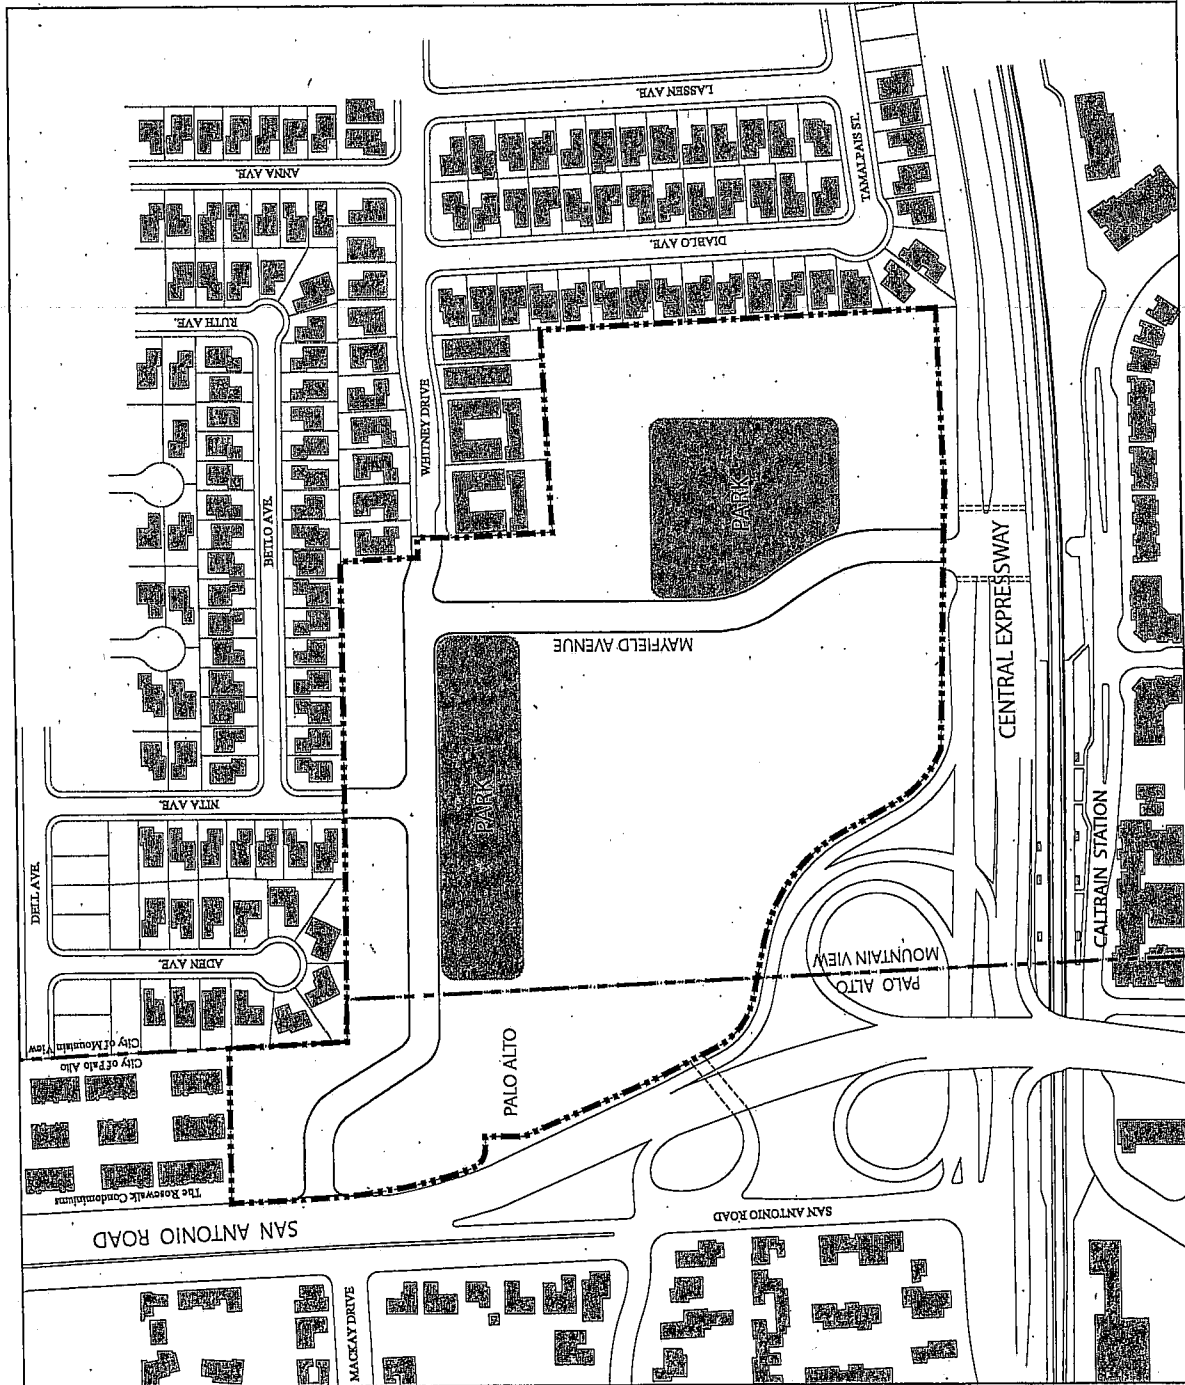 LASSEN AVE.
TAMALPAIS ST.
ANNA AVE.
DIABLO AVE.
RUTH AVE.
WHITNEY DRIVE
BETLO AVE.
PARK
CENTRAL EXPRESSWAY
MAYFIELD AVENUE
PARK
NITA AVE.
DELL AVE.
CALTRAIN STATION
ADEN AVE.
MOUNTAIN VIEW
PALO ALTO
City of Mountain View
City of Palo Alto
PALO ALTO
The Rosewalk Condominiums
SAN ANTONIO ROAD
SAN ANTONIO ROAD
MACKAY DRIVE